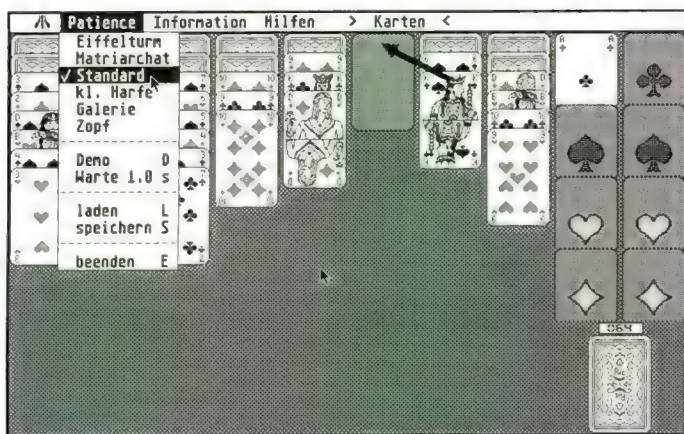 Patience Information Hilfen > Karten <
Eiffelturm
Matriarchat
✓ Standard
kl. Harfe
Galerie
Zopf
Demo D
Warte 1.0 s
laden L
speichern S
beenden E
A A
064